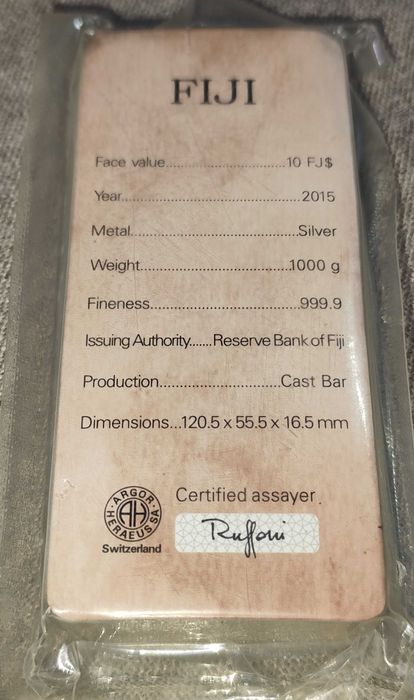 FIJI
Face value..............................10 FJ$
Year..........................................2015
Metal.......................................Silver
Weight..................................1000 g
Fineness.................................999.9
Issuing Authority.......Reserve Bank of Fiji
Production...........................Cast Bar
Dimensions...120.5 x 55.5 x 16.5 mm
ARGOR
HERAEUS SA
AH
Switzerland
Certified assayer.
Ruffoni